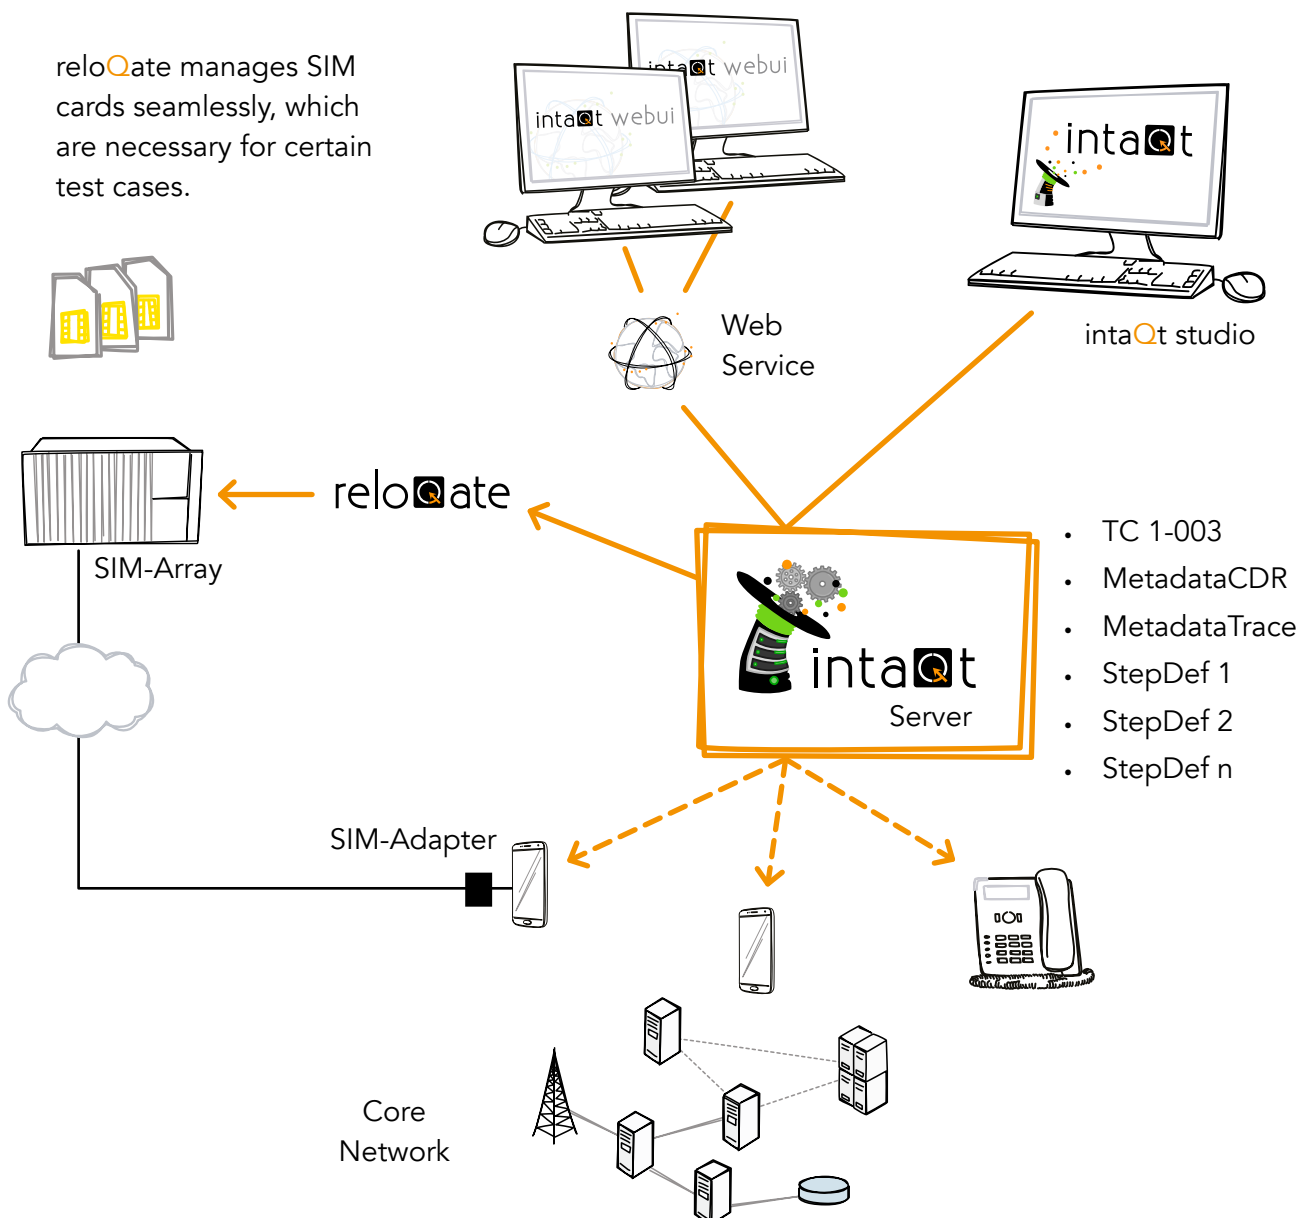 reloQate manages SIM
cards seamlessly, which
are necessary for certain
test cases.
intaQt webui
intaQt webui
intaQt
intaQt studio
Web
Service
reloQate
SIM-Array
intaQt
Server
• TC 1-003
• MetadataCDR
• MetadataTrace
• StepDef 1
• StepDef 2
• StepDef n
SIM-Adapter
Core
Network